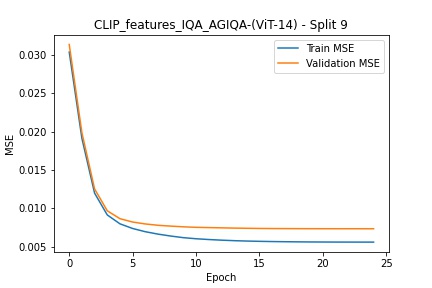 CLIP_features_IQA_AGIQA-(ViT-14) - Split 9
Train MSE
Validation MSE
0.030
0.025
0.020
0.015
0.010
0.005
MSE
0 5 10 15 20 25
Epoch